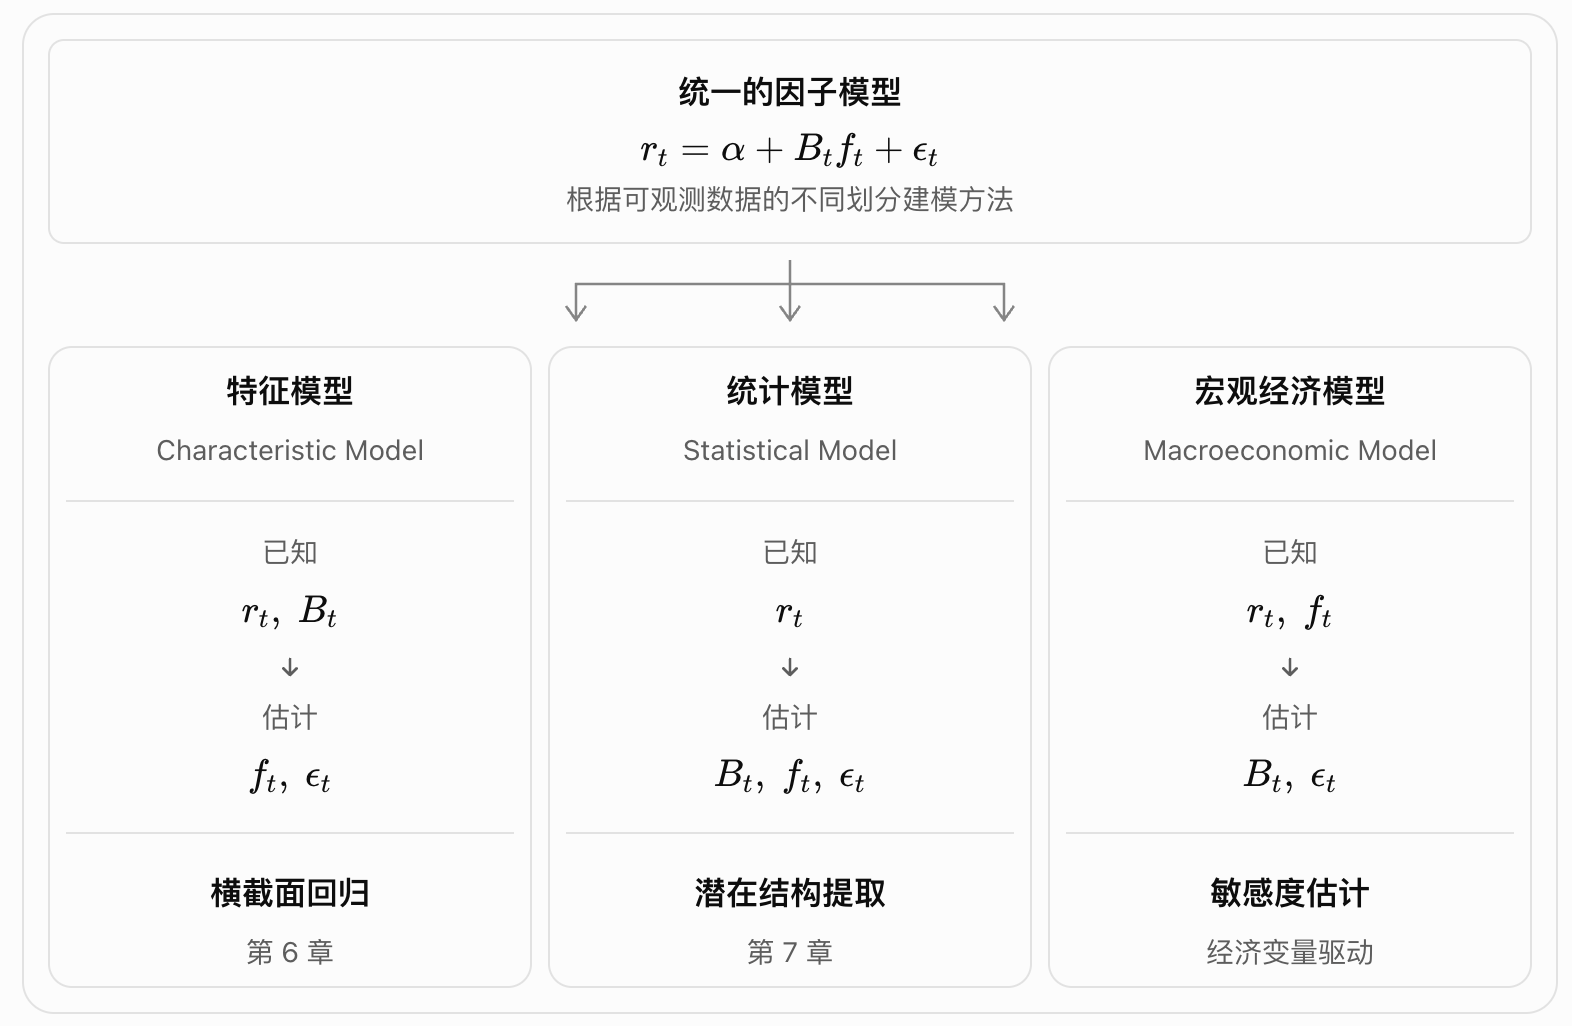 统一的因子模型
r_t = α + B_t f_t + ϵ_t
根据可观测数据的不同划分建模方法
特征模型
Characteristic Model
已知
r_t, B_t
↓
估计
f_t, ϵ_t
横截面回归
第 6 章
统计模型
Statistical Model
已知
r_t
↓
估计
B_t, f_t, ϵ_t
潜在结构提取
第 7 章
宏观经济模型
Macroeconomic Model
已知
r_t, f_t
↓
估计
B_t, ϵ_t
敏感度估计
经济变量驱动